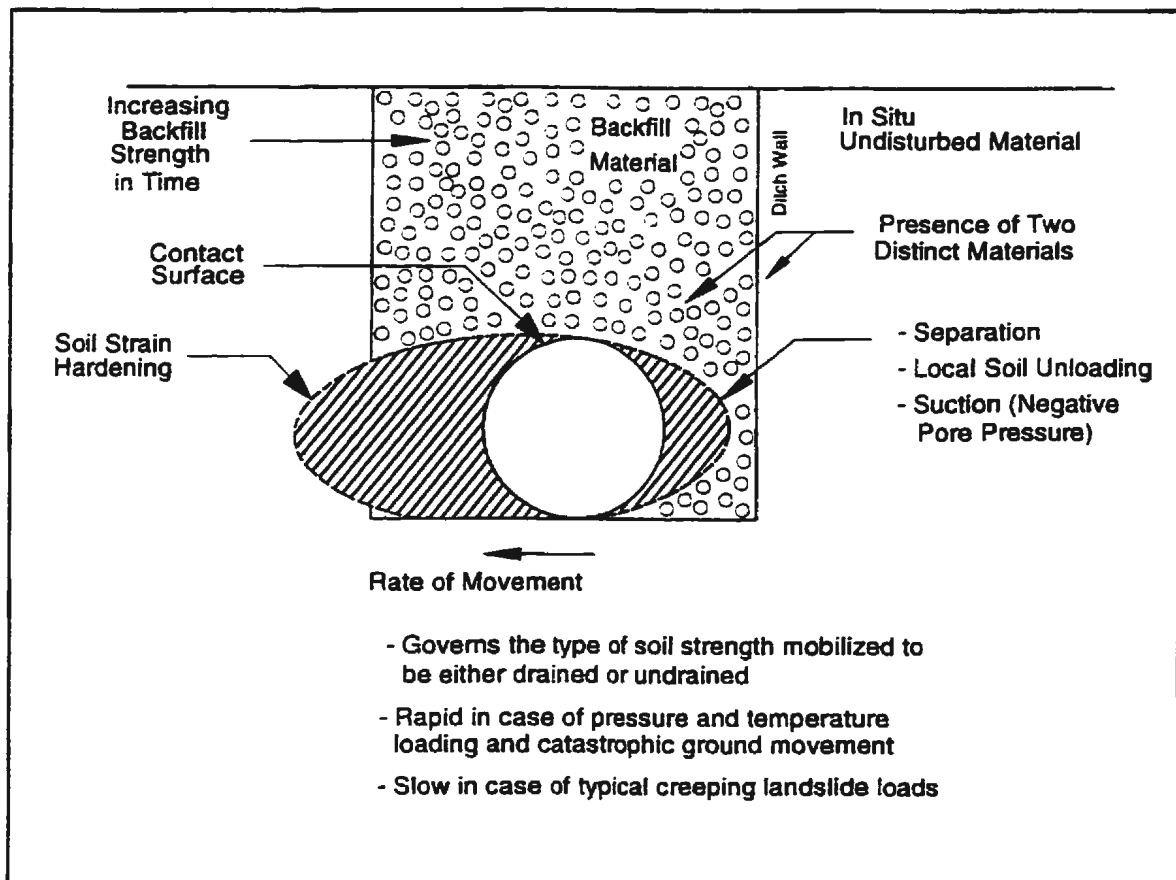 Increasing
Backfill
Strength
in Time
Backfill
Material
Ditch Wall
In Situ
Undisturbed Material
Contact
Surface
Presence of Two
Distinct Materials
Soil Strain
Hardening
- Separation
- Local Soil Unloading
- Suction (Negative
Pore Pressure)
Rate of Movement
- Governs the type of soil strength mobilized to
be either drained or undrained
- Rapid in case of pressure and temperature
loading and catastrophic ground movement
- Slow in case of typical creeping landslide loads